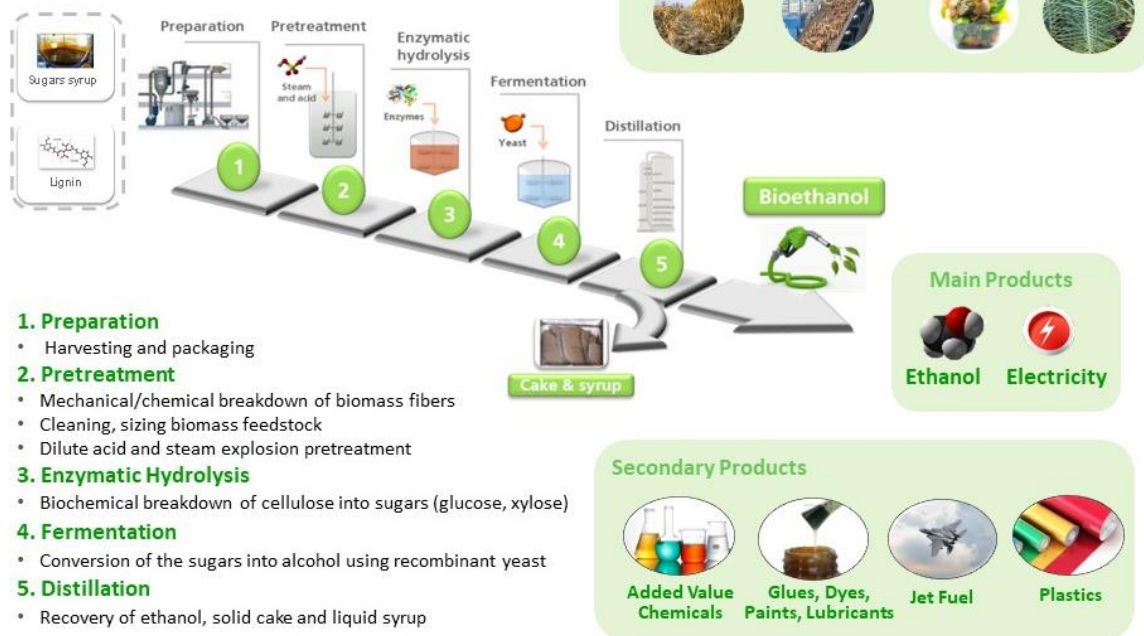 Sugars syrup
Lignin
Preparation
Pretreatment
Steam
and acid
Enzymatic
hydrolysis
Enzymes
Fermentation
Yeast
Distillation
1
2
3
4
5
Bioethanol
Cake & syrup
1. Preparation
• Harvesting and packaging
2. Pretreatment
• Mechanical/chemical breakdown of biomass fibers
• Cleaning, sizing biomass feedstock
• Dilute acid and steam explosion pretreatment
3. Enzymatic Hydrolysis
• Biochemical breakdown of cellulose into sugars (glucose, xylose)
4. Fermentation
• Conversion of the sugars into alcohol using recombinant yeast
5. Distillation
• Recovery of ethanol, solid cake and liquid syrup
Main Products
Ethanol
Electricity
Secondary Products
Added Value
Chemicals
Glues, Dyes,
Paints, Lubricants
Jet Fuel
Plastics